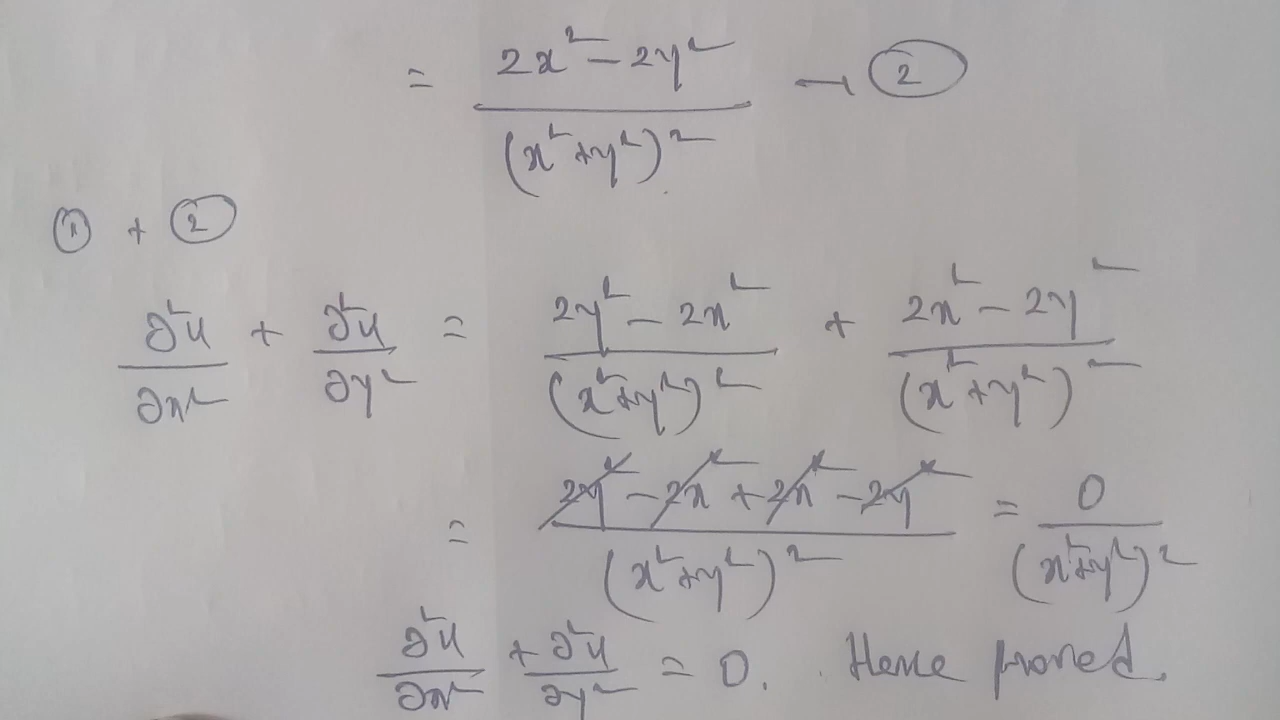 = 2x² - 2y² / (x² + y²)² → ②
① + ②
∂²u/∂x² + ∂²u/∂y² = 2y² - 2x² / (x² + y²)² + 2x² - 2y² / (x² + y²)²
= 2y² - 2x² + 2x² - 2y² / (x² + y²)² = 0 / (x² + y²)²
∂²u/∂x² + ∂²u/∂y² = 0. Hence proved.